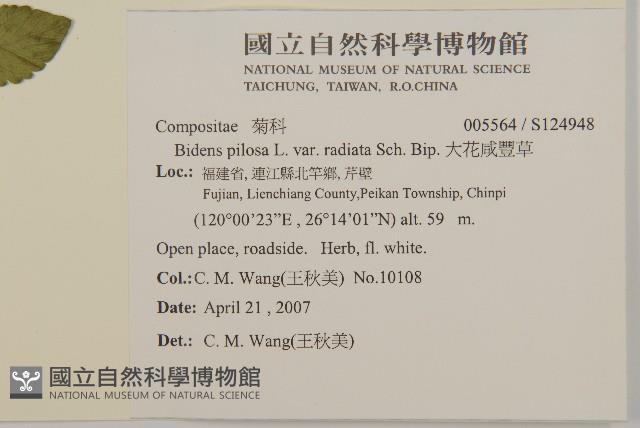 國立自然科學博物館
NATIONAL MUSEUM OF NATURAL SCIENCE
TAICHUNG, TAIWAN, R.O.CHINA
Compositae 菊科 005564 / S124948
Bidens pilosa L. var. radiata Sch. Bip. 大花咸豐草
Loc.: 福建省, 連江縣北竿鄉, 芹壁
Fujian, Lienchiang County,Peikan Township, Chinpi
(120°00’23”E , 26°14’01”N) alt. 59 m.
Open place, roadside. Herb, fl. white.
Col.:C. M. Wang(王秋美) No.10108
Date: April 21 , 2007
Det.: C. M. Wang(王秋美)
國立自然科學博物館
NATIONAL MUSEUM OF NATURAL SCIENCE